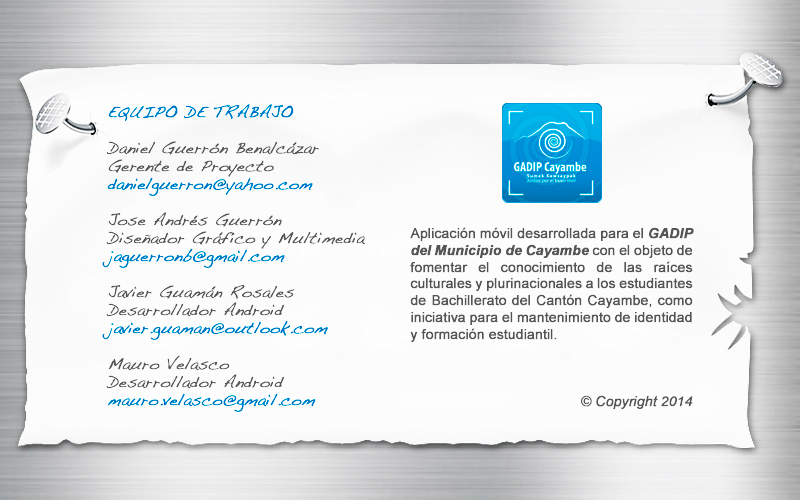 EQUIPO DE TRABAJO
Daniel Guerrón Benalcázar
Gerente de Proyecto
danielguerron@yahoo.com
Jose Andrés Guerrón
Diseñador Gráfico y Multimedia
jaguerronb@gmail.com
Javier Guamán Rosales
Desarrollador Android
javier.guaman@outlook.com
Mauro Velasco
Desarrollador Android
mauro.velasco@gmail.com
GADIP Cayambe
Sumak Kawsaypak
Aplicación móvil desarrollada para el GADIP
del Municipio de Cayambe con el objeto de
fomentar el conocimiento de las raíces
culturales y plurinacionales a los estudiantes
de Bachillerato del Cantón Cayambe, como
iniciativa para el mantenimiento de identidad
y formación estudiantil.
© Copyright 2014